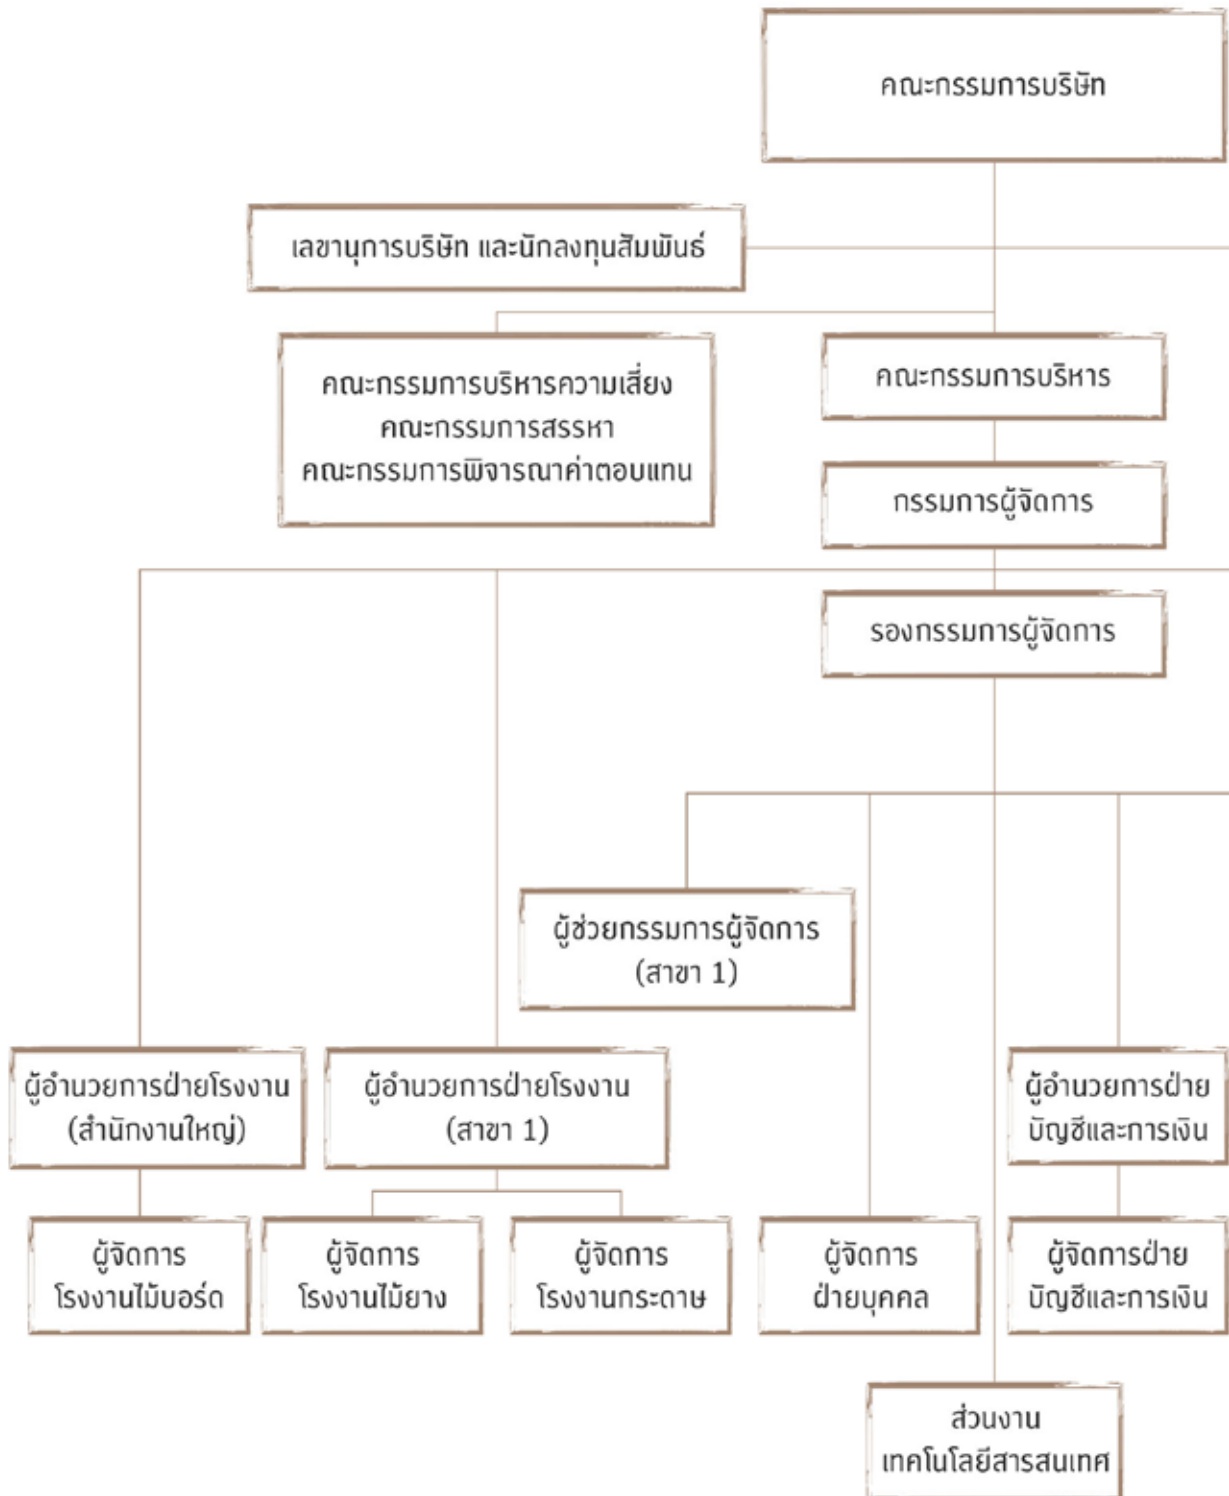 คณะกรรมการบริษัท
เลขานุการบริษัท และนักลงทุนสัมพันธ์
คณะกรรมการบริหารความเสี่ยง
คณะกรรมการสรรหา
คณะกรรมการพิจารณาค่าตอบแทน
คณะกรรมการบริหาร
กรรมการผู้จัดการ
รองกรรมการผู้จัดการ
ผู้ช่วยกรรมการผู้จัดการ
(สาขา 1)
ผู้อำนวยการฝ่ายโรงงาน
(สำนักงานใหญ่)
ผู้อำนวยการฝ่ายโรงงาน
(สาขา 1)
ผู้อำนวยการฝ่าย
บัญชีและการเงิน
ผู้จัดการ
โรงงานไม้บอร์ด
ผู้จัดการ
โรงงานไม้ยาง
ผู้จัดการ
โรงงานกระดาษ
ผู้จัดการ
ฝ่ายบุคคล
ผู้จัดการฝ่าย
บัญชีและการเงิน
ส่วนงาน
เทคโนโลยีสารสนเทศ